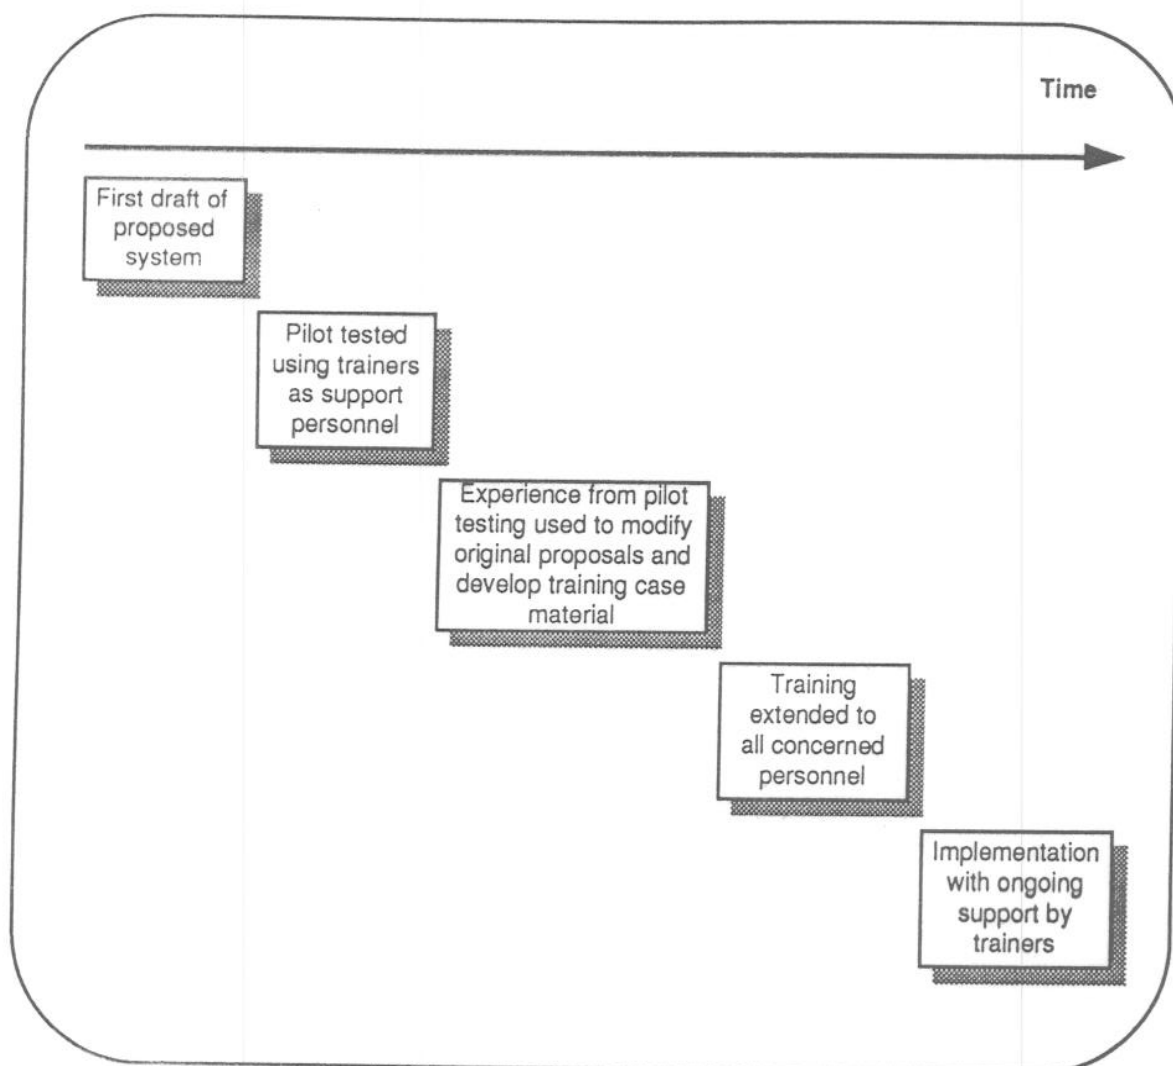 Time
First draft of
proposed
system
Pilot tested
using trainers
as support
personnel
Experience from pilot
testing used to modify
original proposals and
develop training case
material
Training
extended to
all concerned
personnel
Implementation
with ongoing
support by
trainers